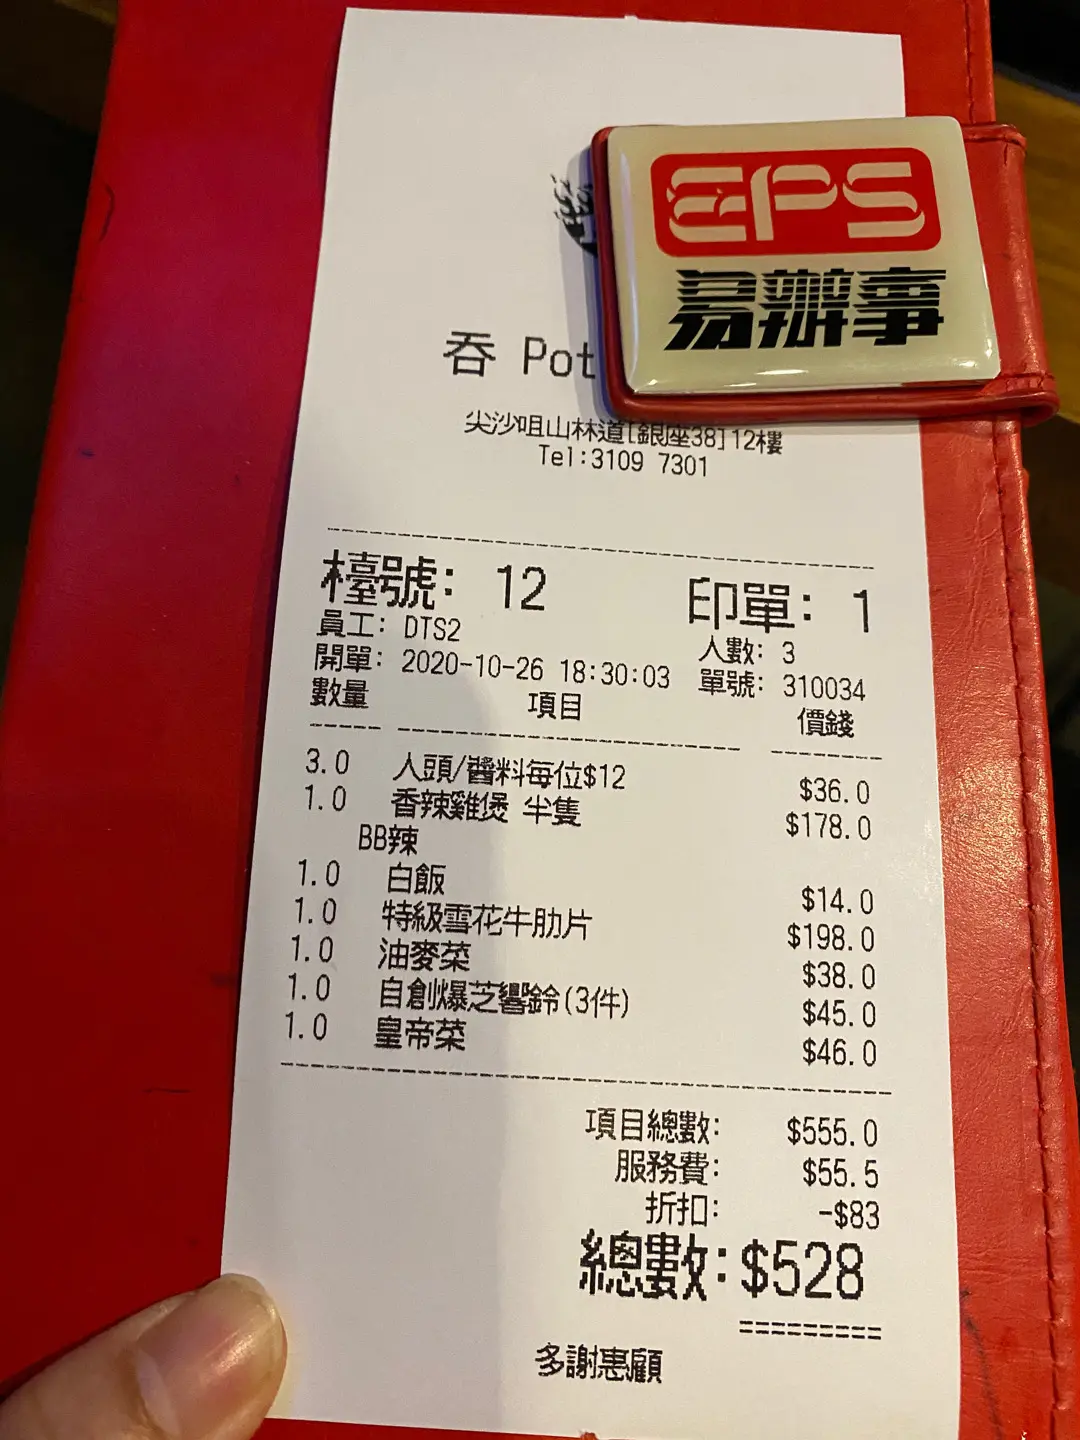 EPS
易辦事
吞 Pot
尖沙咀山林道[銀座38]12樓
Tel:3109 7301
檯號: 12 印單: 1
員工: DTS2 人數: 3
開單: 2020-10-26 18:30:03 單號: 310034
數量 項目 價錢
3.0 人頭/醬料每位$12 $36.0
1.0 香辣雞煲 半隻 $178.0
BB辣
1.0 白飯 $14.0
1.0 特級雪花牛肋片 $198.0
1.0 油麥菜 $38.0
1.0 自創爆芝響鈴(3件) $45.0
1.0 皇帝菜 $46.0
項目總數: $555.0
服務費: $55.5
折扣: -$83
總數: $528
=========
多謝惠顧